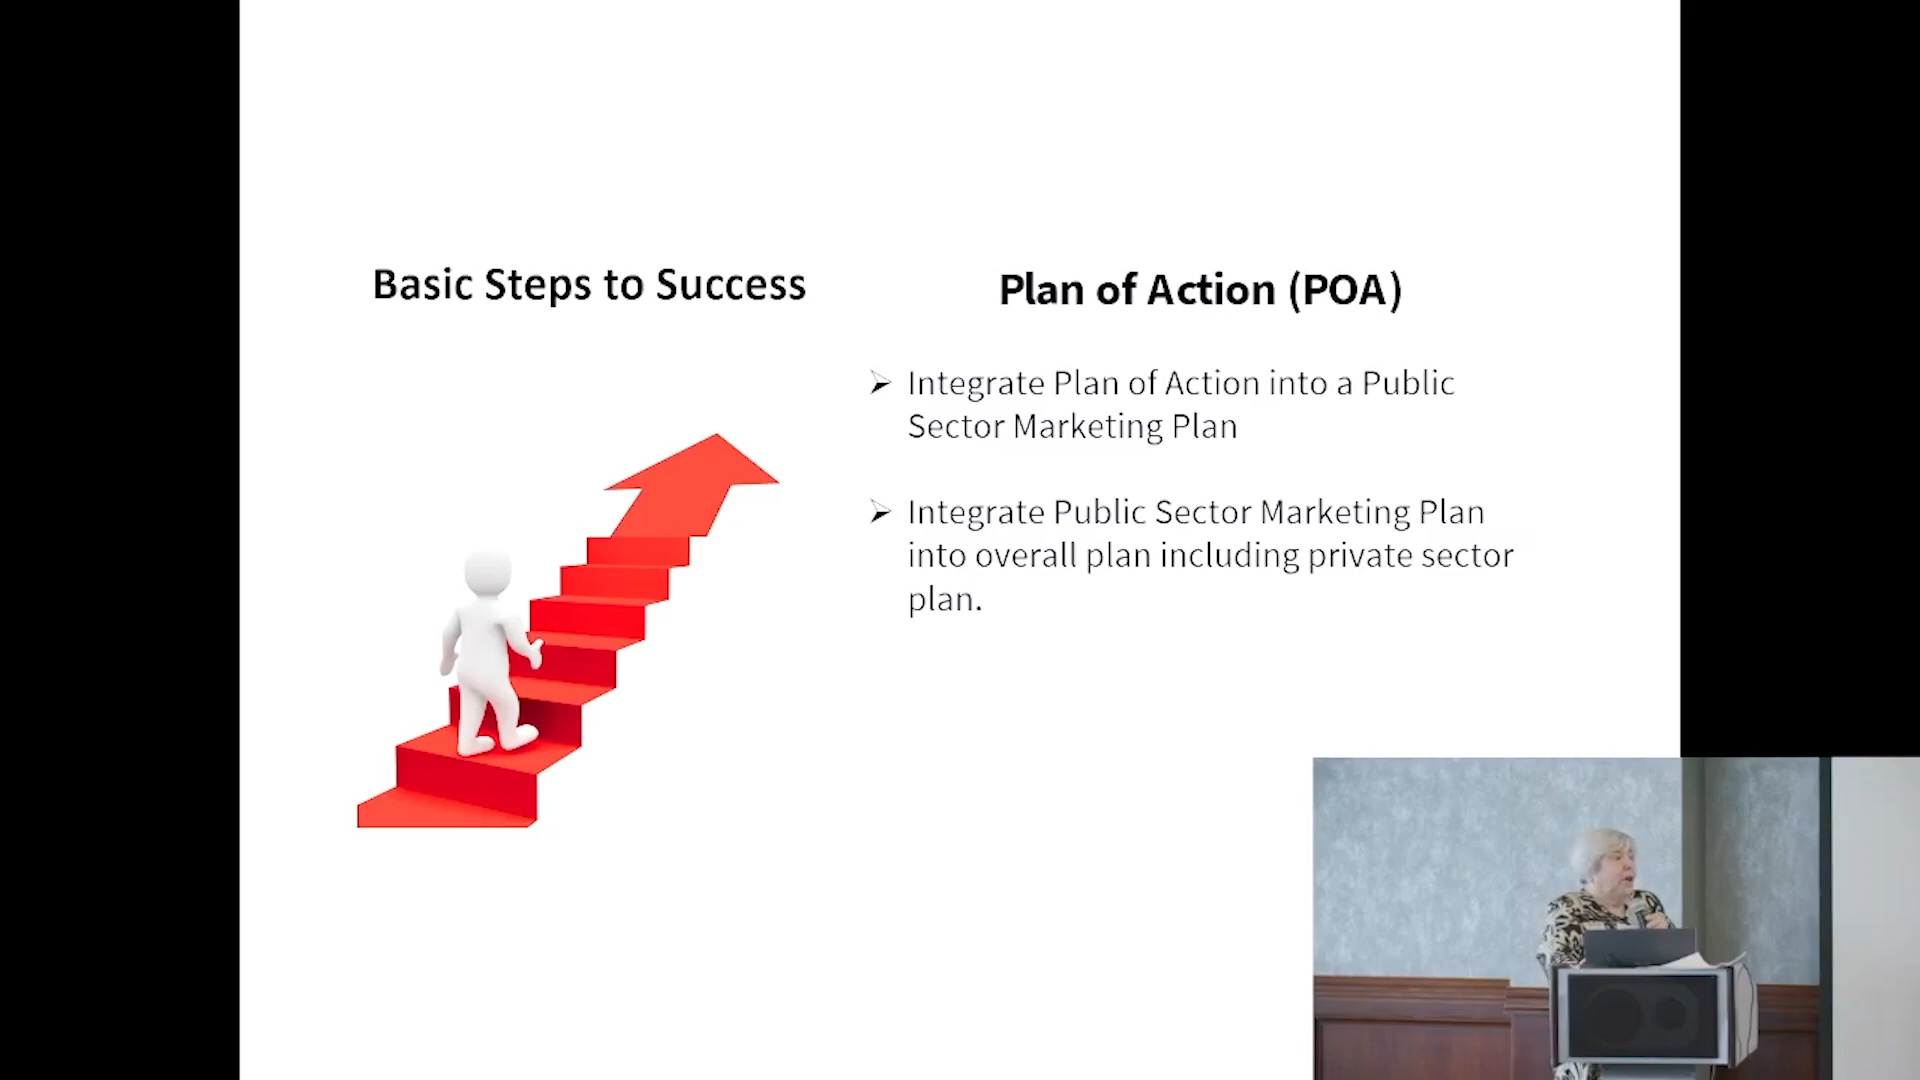 Basic Steps to Success
Plan of Action (POA)
Integrate Plan of Action into a Public
Sector Marketing Plan
Integrate Public Sector Marketing Plan
into overall plan including private sector
plan.